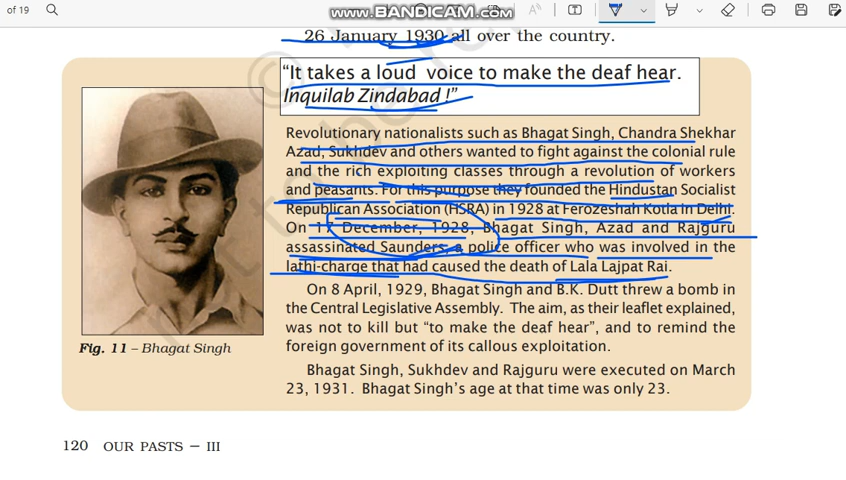 www.BANDICAM.com
of 19
26 January 1930 all over the country.
“It takes a loud voice to make the deaf hear.
Inquilab Zindabad !”
Revolutionary nationalists such as Bhagat Singh, Chandra Shekhar
Azad, Sukhdev and others wanted to fight against the colonial rule
and the rich exploiting classes through a revolution of workers
and peasants. For this purpose they founded the Hindustan Socialist
Republican Association (HSRA) in 1928 at Ferozeshah Kotla in Delhi.
On 17 December, 1928, Bhagat Singh, Azad and Rajguru
assassinated Saunders, a police officer who was involved in the
lathi-charge that had caused the death of Lala Lajpat Rai.
On 8 April, 1929, Bhagat Singh and B.K. Dutt threw a bomb in
the Central Legislative Assembly. The aim, as their leaflet explained,
was not to kill but “to make the deaf hear”, and to remind the
foreign government of its callous exploitation.
Bhagat Singh, Sukhdev and Rajguru were executed on March
23, 1931. Bhagat Singh’s age at that time was only 23.
Fig. 11 – Bhagat Singh
120 OUR PASTS – III